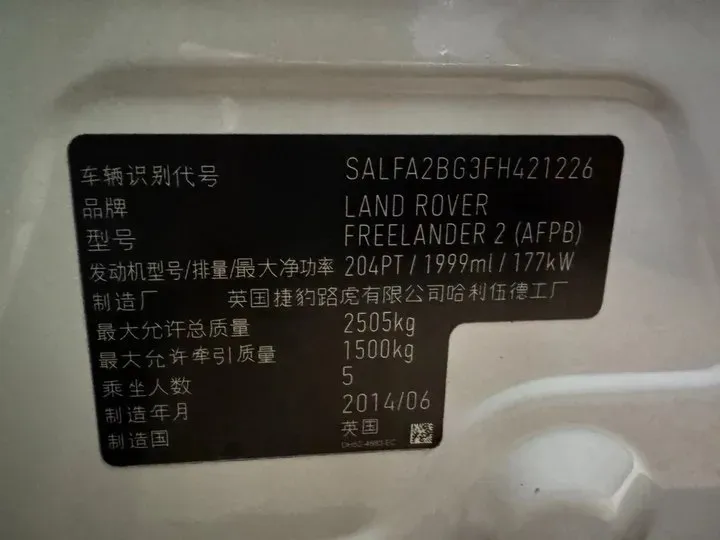 车辆识别代号 SALFA2BG3FH421226
品牌 LAND ROVER
型号 FREELANDER 2 (AFPB)
发动机型号/排量/最大净功率 204PT / 1999ml / 177kW
制造厂 英国捷豹路虎有限公司哈利伍德工厂
最大允许总质量 2505kg
最大允许牵引质量 1500kg
乘坐人数 5
制造年月 2014/06
制造国 英国